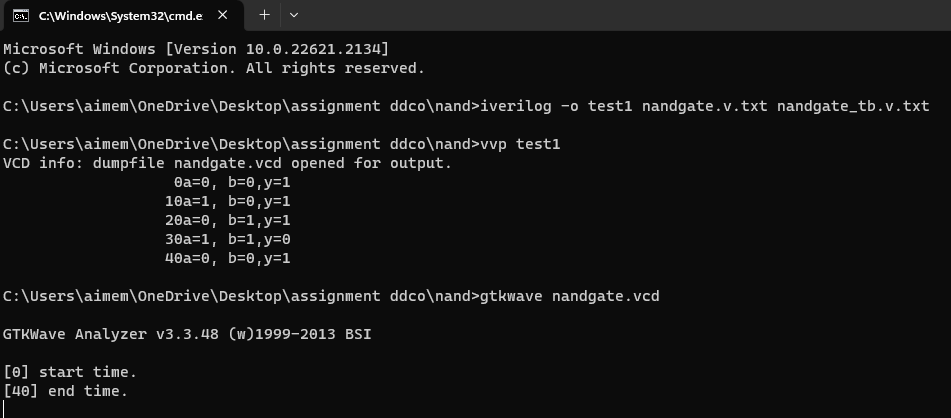 C:\Windows\System32\cmd.e
Microsoft Windows [Version 10.0.22621.2134]
(c) Microsoft Corporation. All rights reserved.
C:\Users\aimem\OneDrive\Desktop\assignment ddco\nand>iverilog -o test1 nandgate.v.txt nandgate_tb.v.txt
C:\Users\aimem\OneDrive\Desktop\assignment ddco\nand>vvp test1
VCD info: dumpfile nandgate.vcd opened for output.
0a=0, b=0,y=1
10a=1, b=0,y=1
20a=0, b=1,y=1
30a=1, b=1,y=0
40a=0, b=0,y=1
C:\Users\aimem\OneDrive\Desktop\assignment ddco\nand>gtkwave nandgate.vcd
GTKWave Analyzer v3.3.48 (w)1999-2013 BSI
[0] start time.
[40] end time.